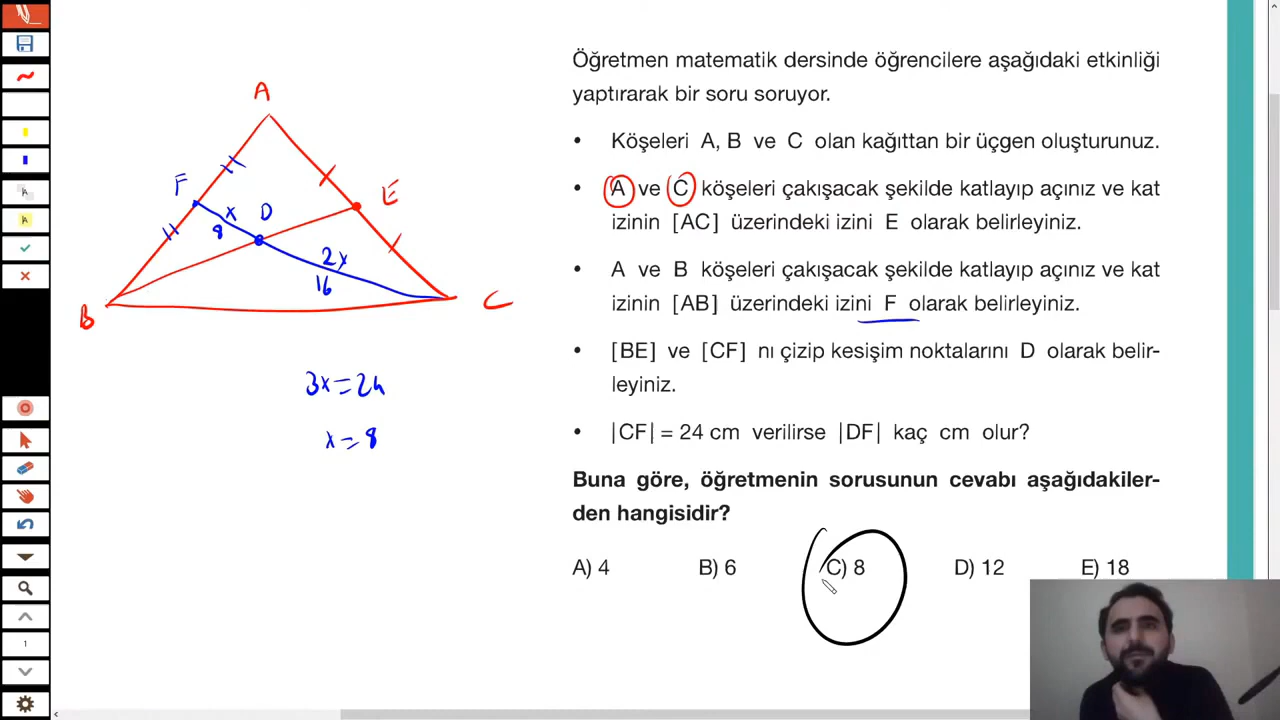 Öğretmen matematik dersinde öğrencilere aşağıdaki etkinliği
yaptırarak bir soru soruyor.
• Köşeleri A, B ve C olan kağıttan bir üçgen oluşturunuz.
• A ve C köşeleri çakışacak şekilde katlayıp açınız ve kat
izinin [AC] üzerindeki izini E olarak belirleyiniz.
• A ve B köşeleri çakışacak şekilde katlayıp açınız ve kat
izinin [AB] üzerindeki izini F olarak belirleyiniz.
• [BE] ve [CF] nı çizip kesişim noktalarını D olarak belir-
leyiniz.
• |CF| = 24 cm verilirse |DF| kaç cm olur?
Buna göre, öğretmenin sorusunun cevabı aşağıdakiler-
den hangisidir?
A) 4 B) 6 C) 8 D) 12 E) 18
A
F
x
D
E
8
2x
16
B
C
3x=24
x=8
A
A
1